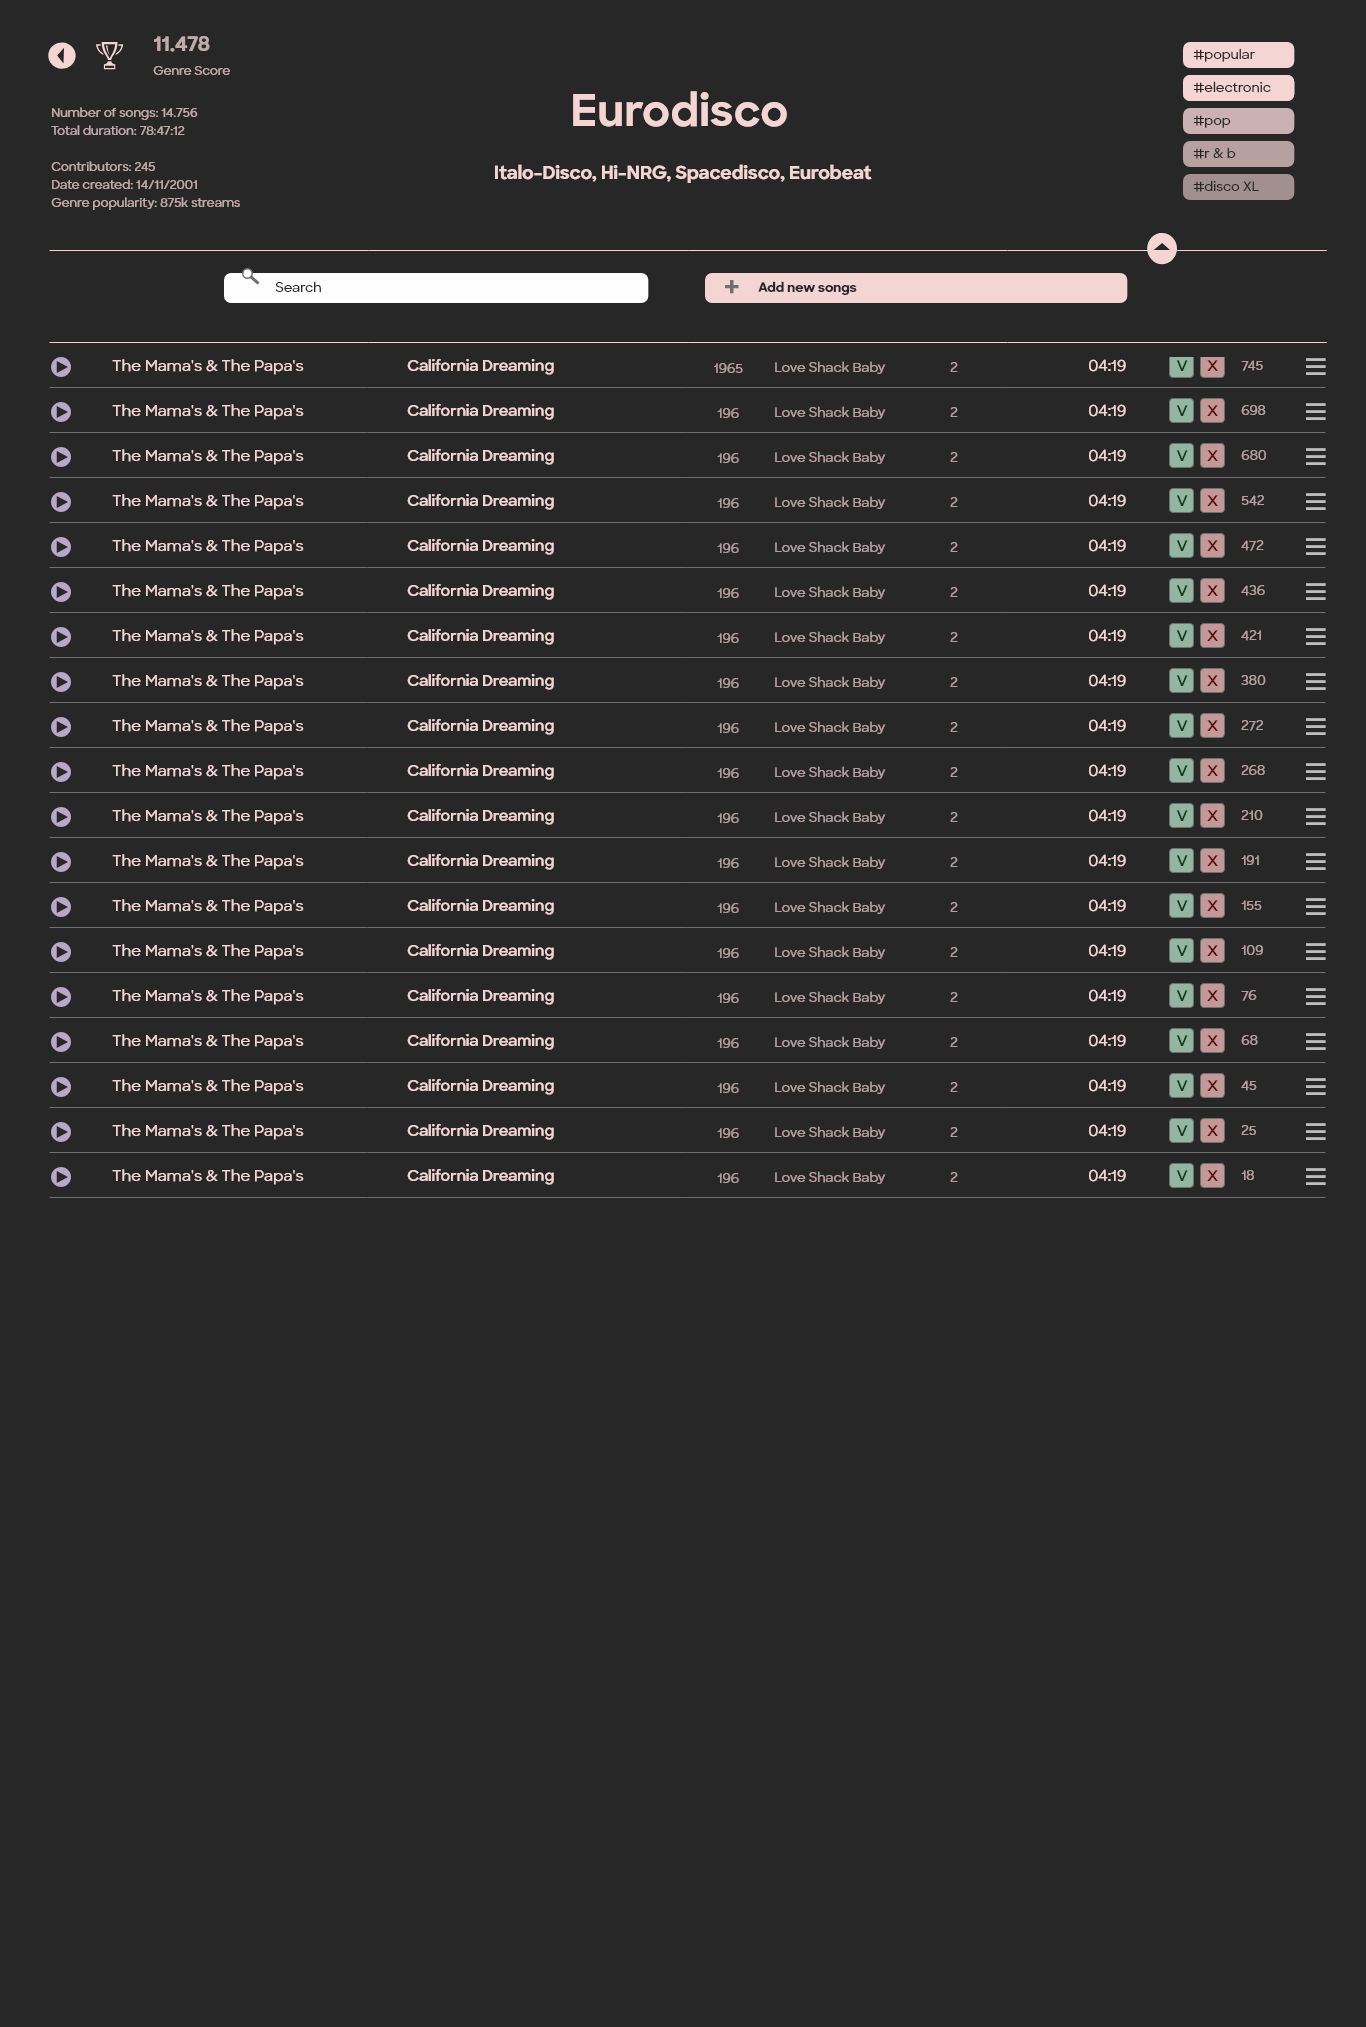 11.478
Genre Score
Number of songs: 14.756
Total duration: 78:47:12
Contributors: 245
Date created: 14/11/2001
Genre popularity: 875k streams
Eurodisco
Italo-Disco, Hi-NRG, Spacedisco, Eurobeat
#popular
#electronic
#pop
#r & b
#disco XL
Search
Add new songs
The Mama's & The Papa's California Dreaming 1965 Love Shack Baby 2 04:19 V X 745
The Mama's & The Papa's California Dreaming 196 Love Shack Baby 2 04:19 V X 698
The Mama's & The Papa's California Dreaming 196 Love Shack Baby 2 04:19 V X 680
The Mama's & The Papa's California Dreaming 196 Love Shack Baby 2 04:19 V X 542
The Mama's & The Papa's California Dreaming 196 Love Shack Baby 2 04:19 V X 472
The Mama's & The Papa's California Dreaming 196 Love Shack Baby 2 04:19 V X 436
The Mama's & The Papa's California Dreaming 196 Love Shack Baby 2 04:19 V X 421
The Mama's & The Papa's California Dreaming 196 Love Shack Baby 2 04:19 V X 380
The Mama's & The Papa's California Dreaming 196 Love Shack Baby 2 04:19 V X 272
The Mama's & The Papa's California Dreaming 196 Love Shack Baby 2 04:19 V X 268
The Mama's & The Papa's California Dreaming 196 Love Shack Baby 2 04:19 V X 210
The Mama's & The Papa's California Dreaming 196 Love Shack Baby 2 04:19 V X 191
The Mama's & The Papa's California Dreaming 196 Love Shack Baby 2 04:19 V X 155
The Mama's & The Papa's California Dreaming 196 Love Shack Baby 2 04:19 V X 109
The Mama's & The Papa's California Dreaming 196 Love Shack Baby 2 04:19 V X 76
The Mama's & The Papa's California Dreaming 196 Love Shack Baby 2 04:19 V X 68
The Mama's & The Papa's California Dreaming 196 Love Shack Baby 2 04:19 V X 45
The Mama's & The Papa's California Dreaming 196 Love Shack Baby 2 04:19 V X 25
The Mama's & The Papa's California Dreaming 196 Love Shack Baby 2 04:19 V X 18